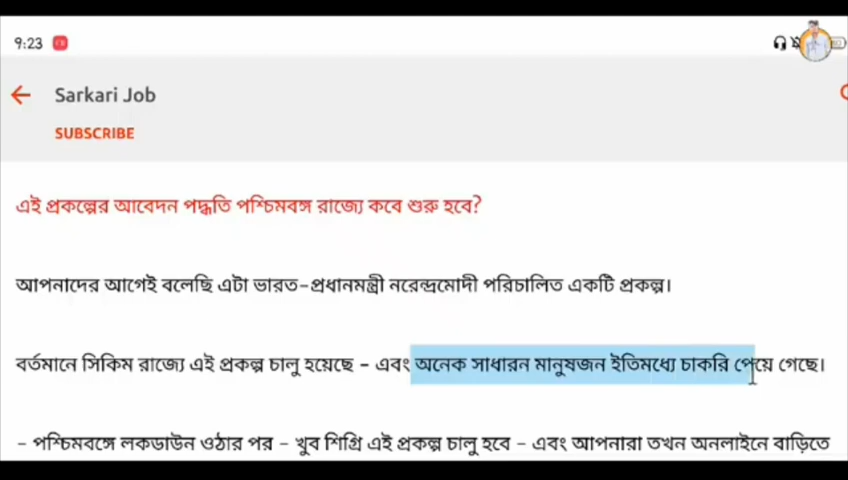 9:23
Sarkari Job
SUBSCRIBE
এই প্রকল্পের আবেদন পদ্ধতি পশ্চিমবঙ্গ রাজ্যে কবে শুরু হবে?
আপনাদের আগেই বলেছি এটা ভারত-প্রধানমন্ত্রী নরেন্দ্রমোদী পরিচালিত একটি প্রকল্প।
বর্তমানে সিকিম রাজ্যে এই প্রকল্প চালু হয়েছে - এবং অনেক সাধারন মানুষজন ইতিমধ্যে চাকরি পেয়ে গেছে।
- পশ্চিমবঙ্গে লকডাউন ওঠার পর - খুব শিগ্রি এই প্রকল্প চালু হবে - এবং আপনারা তখন অনলাইনে বাড়িতে